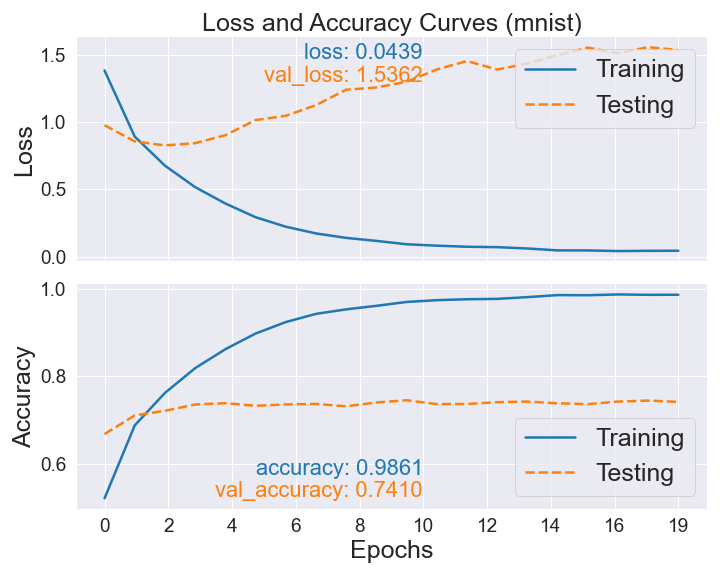 Loss and Accuracy Curves (mnist)
loss: 0.0439
val_loss: 1.5362
Training
Testing
Loss
1.5
1.0
0.5
0.0
Accuracy
1.0
0.8
0.6
accuracy: 0.9861
val_accuracy: 0.7410
Training
Testing
0 2 4 6 8 10 12 14 16 19
Epochs